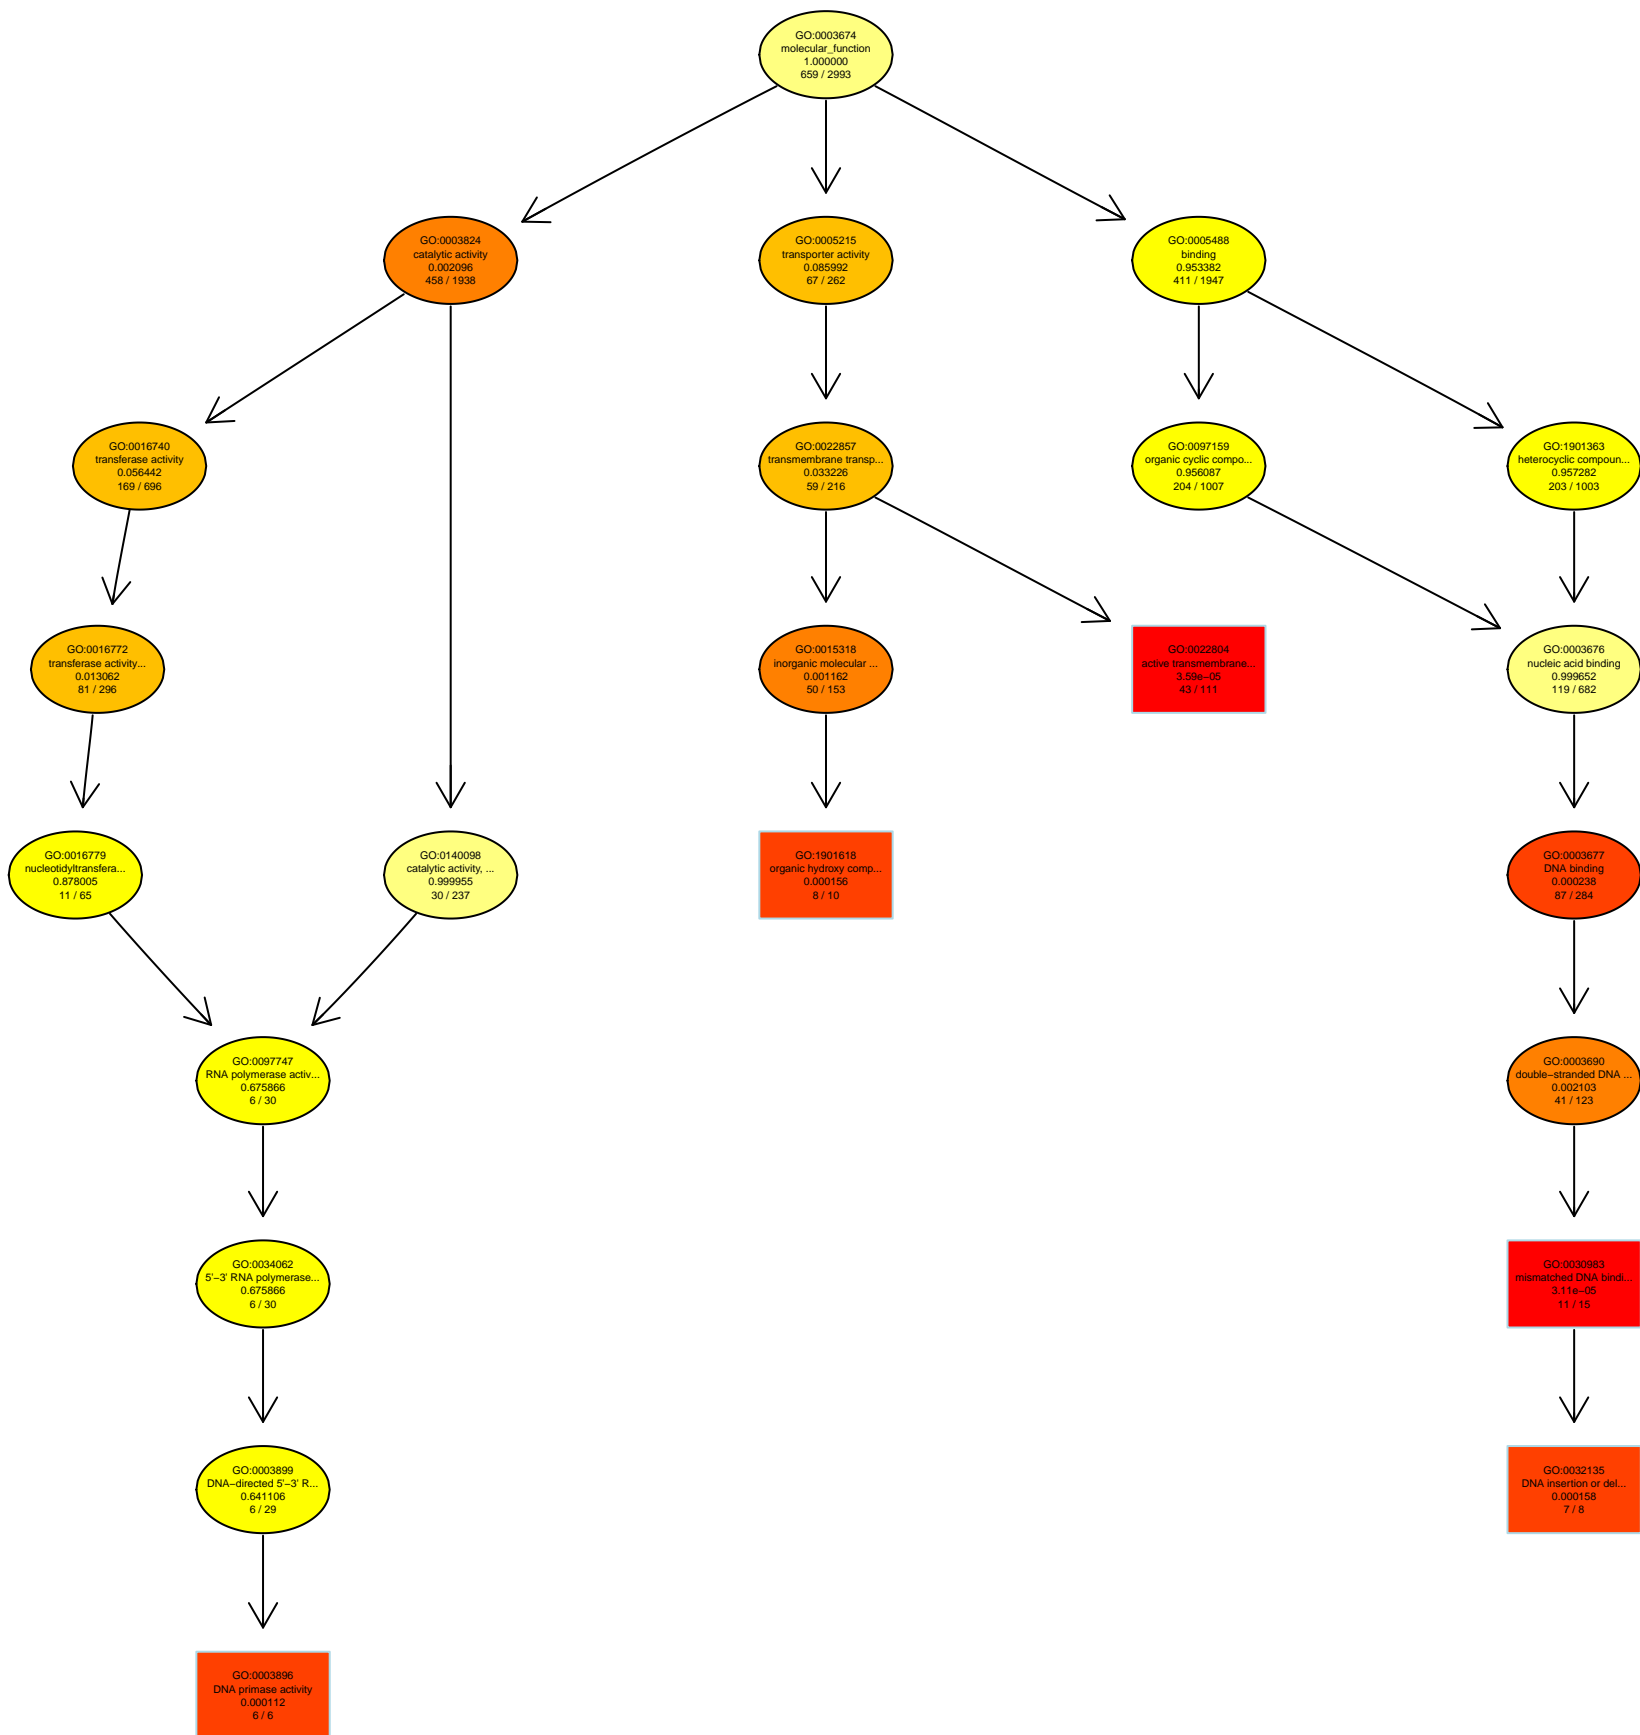 GO:0003674
molecular_function
1.000000
659 / 2993
GO:0003824
catalytic activity
0.002096
458 / 1938
GO:0005215
transporter activity
0.085992
67 / 262
GO:0005488
binding
0.953382
411 / 1947
GO:0016740
transferase activity
0.056442
169 / 696
GO:0022857
transmembrane transp...
0.033226
59 / 216
GO:0097159
organic cyclic compo...
0.956087
204 / 1007
GO:1901363
heterocyclic compoun...
0.957282
203 / 1003
GO:0016772
transferase activity...
0.013062
81 / 296
GO:0015318
inorganic molecular ...
0.001162
50 / 153
GO:0022804
active transmembrane...
3.59e−05
43 / 111
GO:0003676
nucleic acid binding
0.999652
119 / 682
GO:0016779
nucleotidyltransfera...
0.878005
11 / 65
GO:0140098
catalytic activity, ...
0.999955
30 / 237
GO:1901618
organic hydroxy comp...
0.000156
8 / 10
GO:0003677
DNA binding
0.000238
87 / 284
GO:0097747
RNA polymerase activ...
0.675866
6 / 30
GO:0003690
double−stranded DNA ...
0.002103
41 / 123
GO:0034062
5'−3' RNA polymerase...
0.675866
6 / 30
GO:0030983
mismatched DNA bindi...
3.11e−05
11 / 15
GO:0003899
DNA−directed 5'−3' R...
0.641106
6 / 29
GO:0032135
DNA insertion or del...
0.000158
7 / 8
GO:0003896
DNA primase activity
0.000112
6 / 6